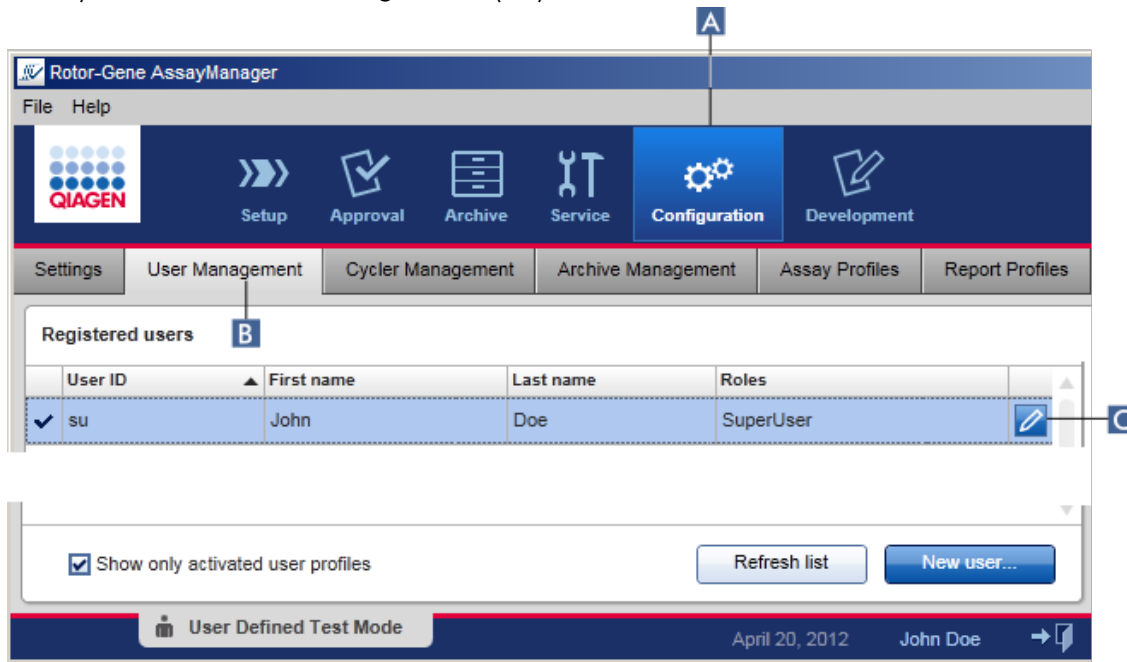 A
Rotor-Gene AssayManager
File Help
QIAGEN
Setup Approval Archive Service Configuration Development
Settings User Management Cycler Management Archive Management Assay Profiles Report Profiles
Registered users B
User ID First name Last name Roles
su John Doe SuperUser C
Show only activated user profiles Refresh list New user...
User Defined Test Mode April 20, 2012 John Doe